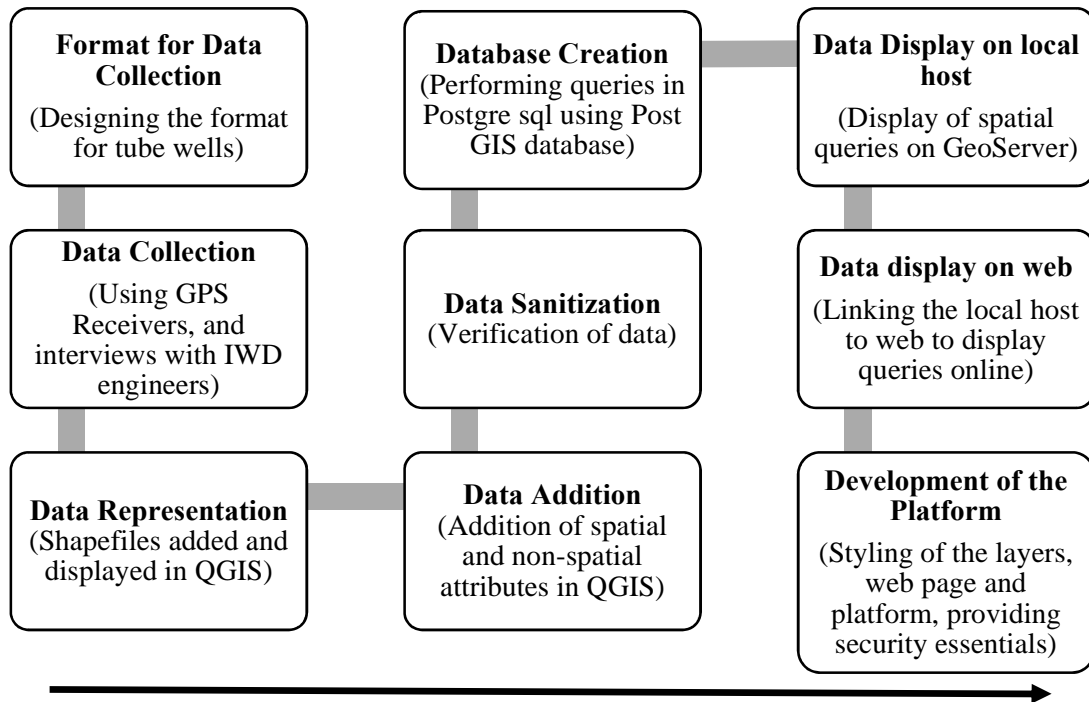 Format for Data
Collection
(Designing the format
for tube wells)
Data Collection
(Using GPS
Receivers, and
interviews with IWD
engineers)
Data Representation
(Shapefiles added and
displayed in QGIS)
Data Addition
(Addition of spatial
and non-spatial
attributes in QGIS)
Data Sanitization
(Verification of data)
Database Creation
(Performing queries in
Postgre sql using Post
GIS database)
Data Display on local
host
(Display of spatial
queries on GeoServer)
Data display on web
(Linking the local host
to web to display
queries online)
Development of the
Platform
(Styling of the layers,
web page and
platform, providing
security essentials)